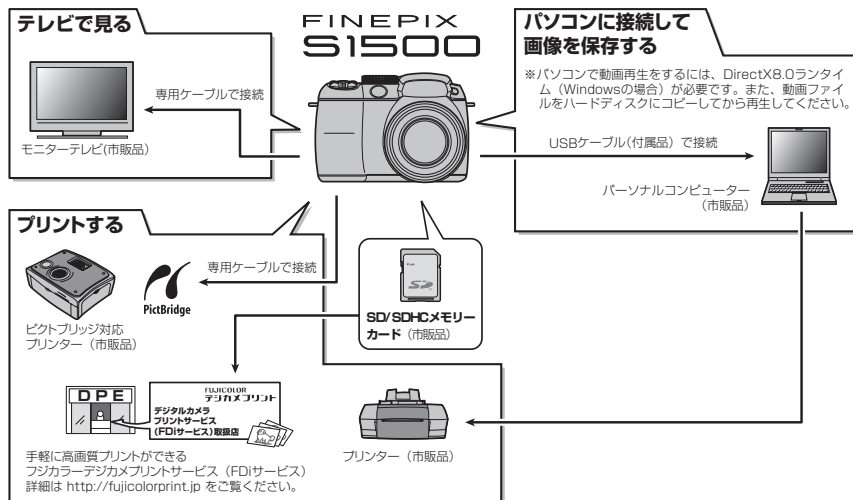 テレビで見る
専用ケーブルで接続
モニターテレビ(市販品)
FINEPIX
S1500
パソコンに接続して
画像を保存する
※パソコンで動画再生をするには、DirectX8.0ランタイ
ム（Windowsの場合）が必要です。また、動画ファイ
ルをハードディスクにコピーしてから再生してください。
USBケーブル(付属品）で接続
パーソナルコンピューター
（市販品）
プリントする
専用ケーブルで接続
PictBridge
ピクトブリッジ対応
プリンター（市販品）
SD
SD/SDHCメモリー
カード（市販品）
DPE
FUJICOLOR
デジカメプリント
デジタルカメラ
プリントサービス
(FDiサービス)取扱店
手軽に高画質プリントができる
フジカラーデジカメプリントサービス（FDiサービス）
詳細は http://fujicolorprint.jp をご覧ください。
プリンター（市販品）